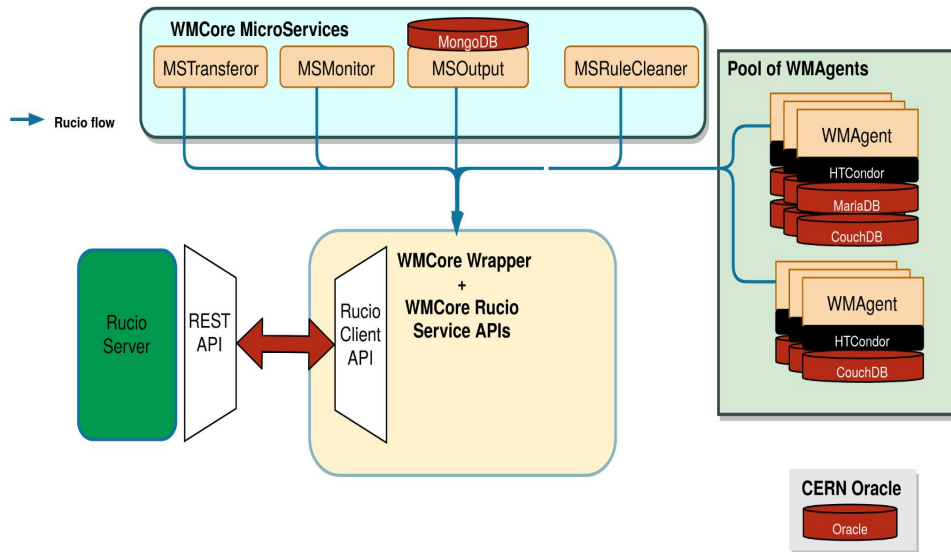 WMCore MicroServices
MongoDB
MSTransferor
MSMonitor
MSOutput
MSRuleCleaner
Rucio flow
Pool of WMAgents
WMAgent
HTCondor
MariaDB
CouchDB
WMAgent
HTCondor
CouchDB
WMCore Wrapper
+
WMCore Rucio
Service APIs
Rucio
Server
REST
API
Rucio
Client
API
CERN Oracle
Oracle